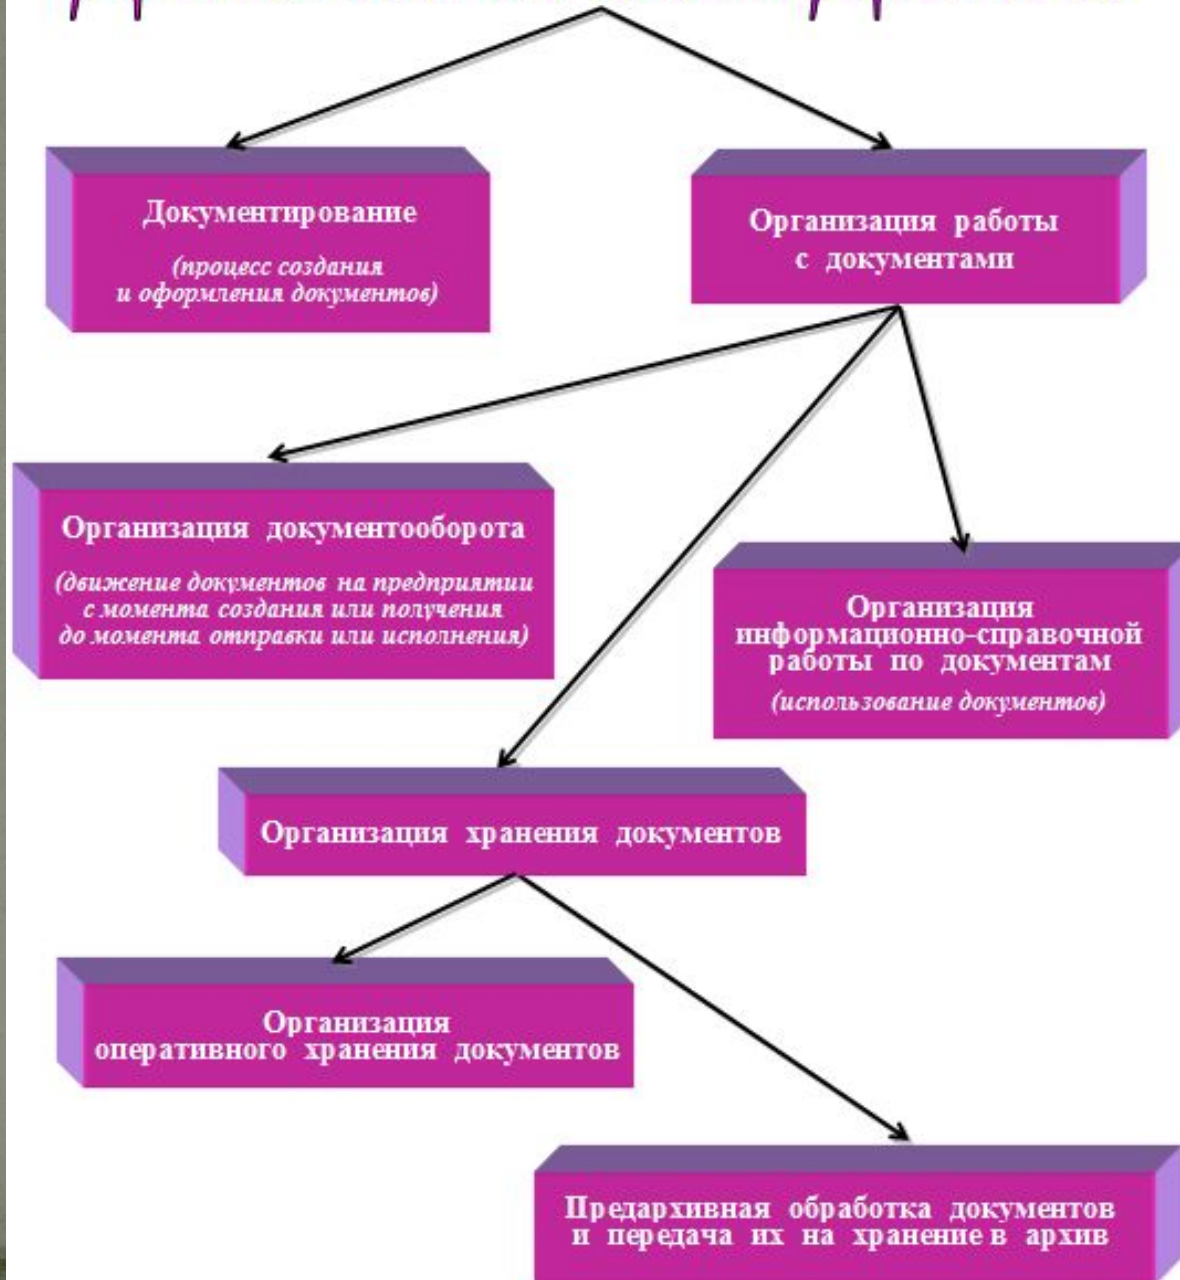 Документирование
(процесс создания
и оформления документов)
Организация работы
с документами
Организация документооборота
(движение документов на предприятии
с момента создания или получения
до момента отправки или исполнения)
Организация
информационно-справочной
работы по документам
(использование документов)
Организация хранения документов
Организация
оперативного хранения документов
Предархивная обработка документов
и передача их на хранение в архив